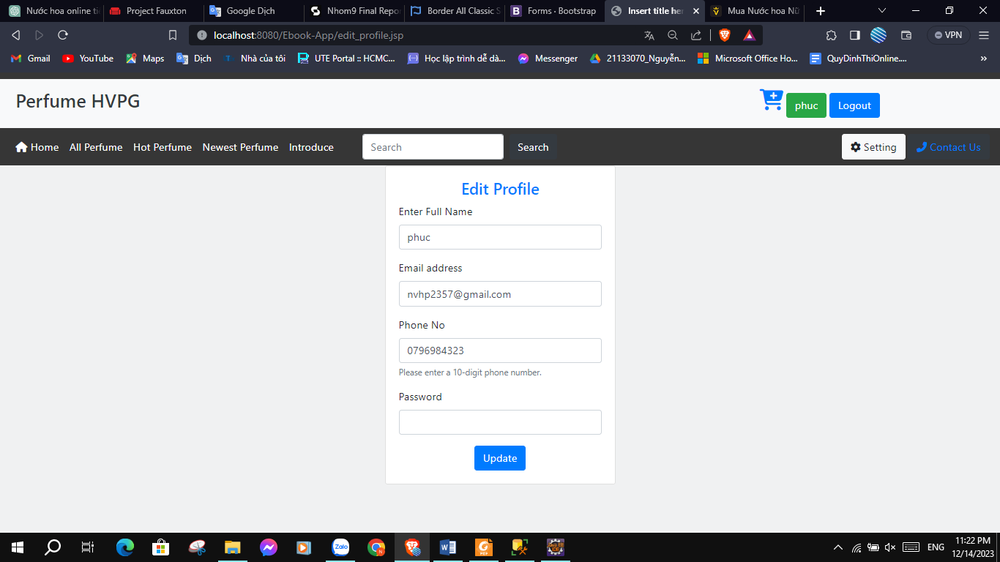 Nước hoa online ti
Project Fauxton
Google Dịch
Nhom9 Final Repor
Border All Classic S
Forms · Bootstrap
Insert title her
Mua Nước hoa Nữ
localhost:8080/Ebook-App/edit_profile.jsp
VPN
Gmail
YouTube
Maps
Dịch
Nhà của tôi
UTE Portal :: HCMC...
Học lập trình dễ dà...
Messenger
21133070_Nguyễn...
Microsoft Office Ho...
QuyDinhThiOnline....
»
Perfume HVPG
phuc
Logout
Home
All Perfume
Hot Perfume
Newest Perfume
Introduce
Search
Search
Setting
Contact Us
Edit Profile
Enter Full Name
phuc
Email address
nvhp2357@gmail.com
Phone No
0796984323
Please enter a 10-digit phone number.
Password
Update
Zalo
ENG
11:22 PM
12/14/2023